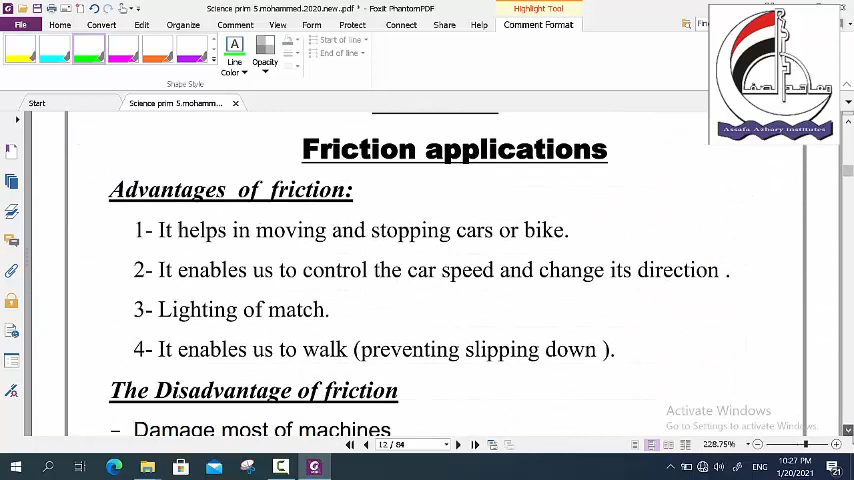 Science prim 5.mohammed.2020.new..pdf * - Foxit PhantomPDF
Highlight Tool
File Home Convert Edit Organize Comment View Form Protect Connect Share Help Comment Format
Line Color
Opacity
Start of line
End of line
Shape Style
Start
Science prim 5.mohamm...
Assafa Azhary Institutes
Friction applications
Advantages of friction:
1- It helps in moving and stopping cars or bike.
2- It enables us to control the car speed and change its direction .
3- Lighting of match.
4- It enables us to walk (preventing slipping down ).
The Disadvantage of friction
– Damage most of machines
Activate Windows
Go to Settings to activate Windows.
12 / 84
228.75%
ENG
10:27 PM
1/20/2021
21